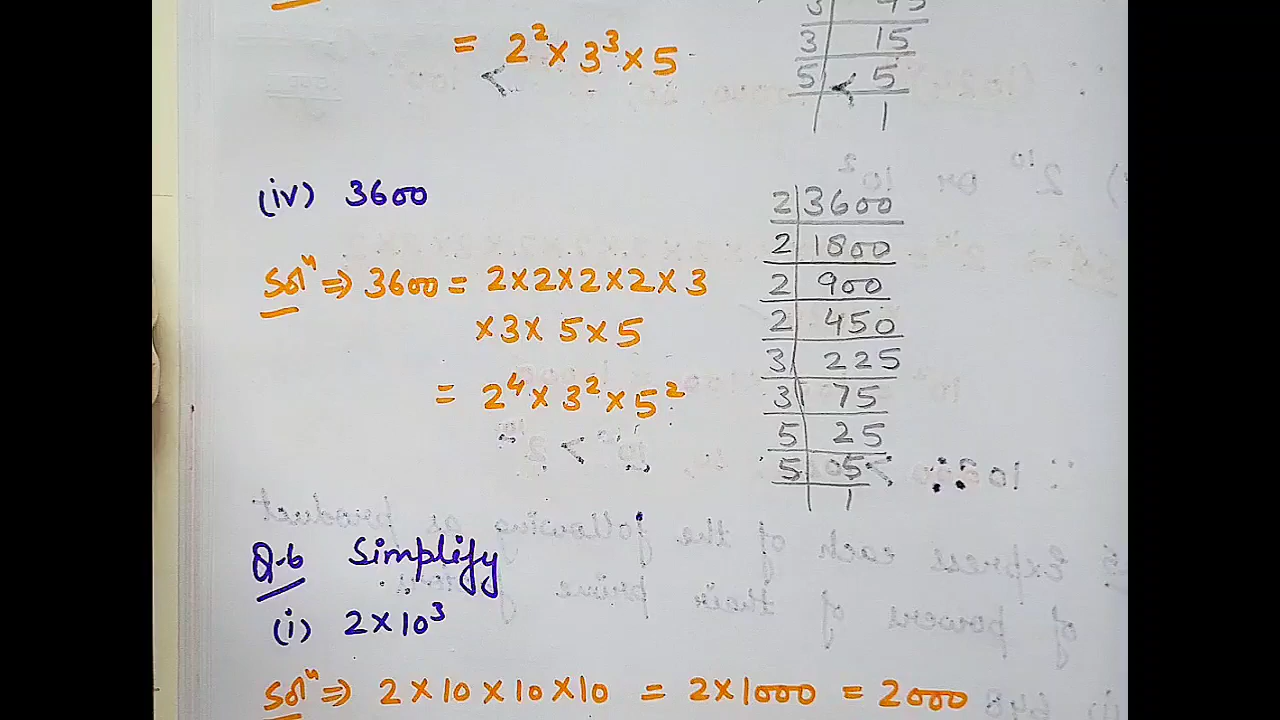 = 2² × 3³ × 5
3 15
5 5
1
(iv) 3600
2 3600
2 1800
2 900
2 450
3 225
3 75
5 25
5 05
1
Solⁿ ⇒ 3600 = 2×2×2×2×3
×3× 5×5
= 2⁴ × 3² × 5²
Q.6 Simplify
(i) 2×10³
Solⁿ ⇒ 2 × 10 × 10 × 10 = 2×1000 = 2000